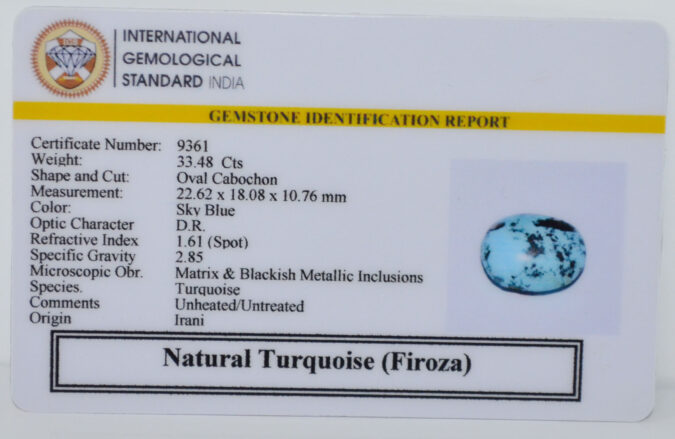 INTERNATIONAL
GEMOLOGICAL
STANDARD INDIA
GEMSTONE IDENTIFICATION REPORT
Certificate Number: 9361
Weight: 33.48 Cts
Shape and Cut: Oval Cabochon
Measurement: 22.62 x 18.08 x 10.76 mm
Color: Sky Blue
Optic Character D.R.
Refractive Index 1.61 (Spot)
Specific Gravity 2.85
Microscopic Obr. Matrix & Blackish Metallic Inclusions
Species. Turquoise
Comments Unheated/Untreated
Origin Irani
Natural Turquoise (Firoza)